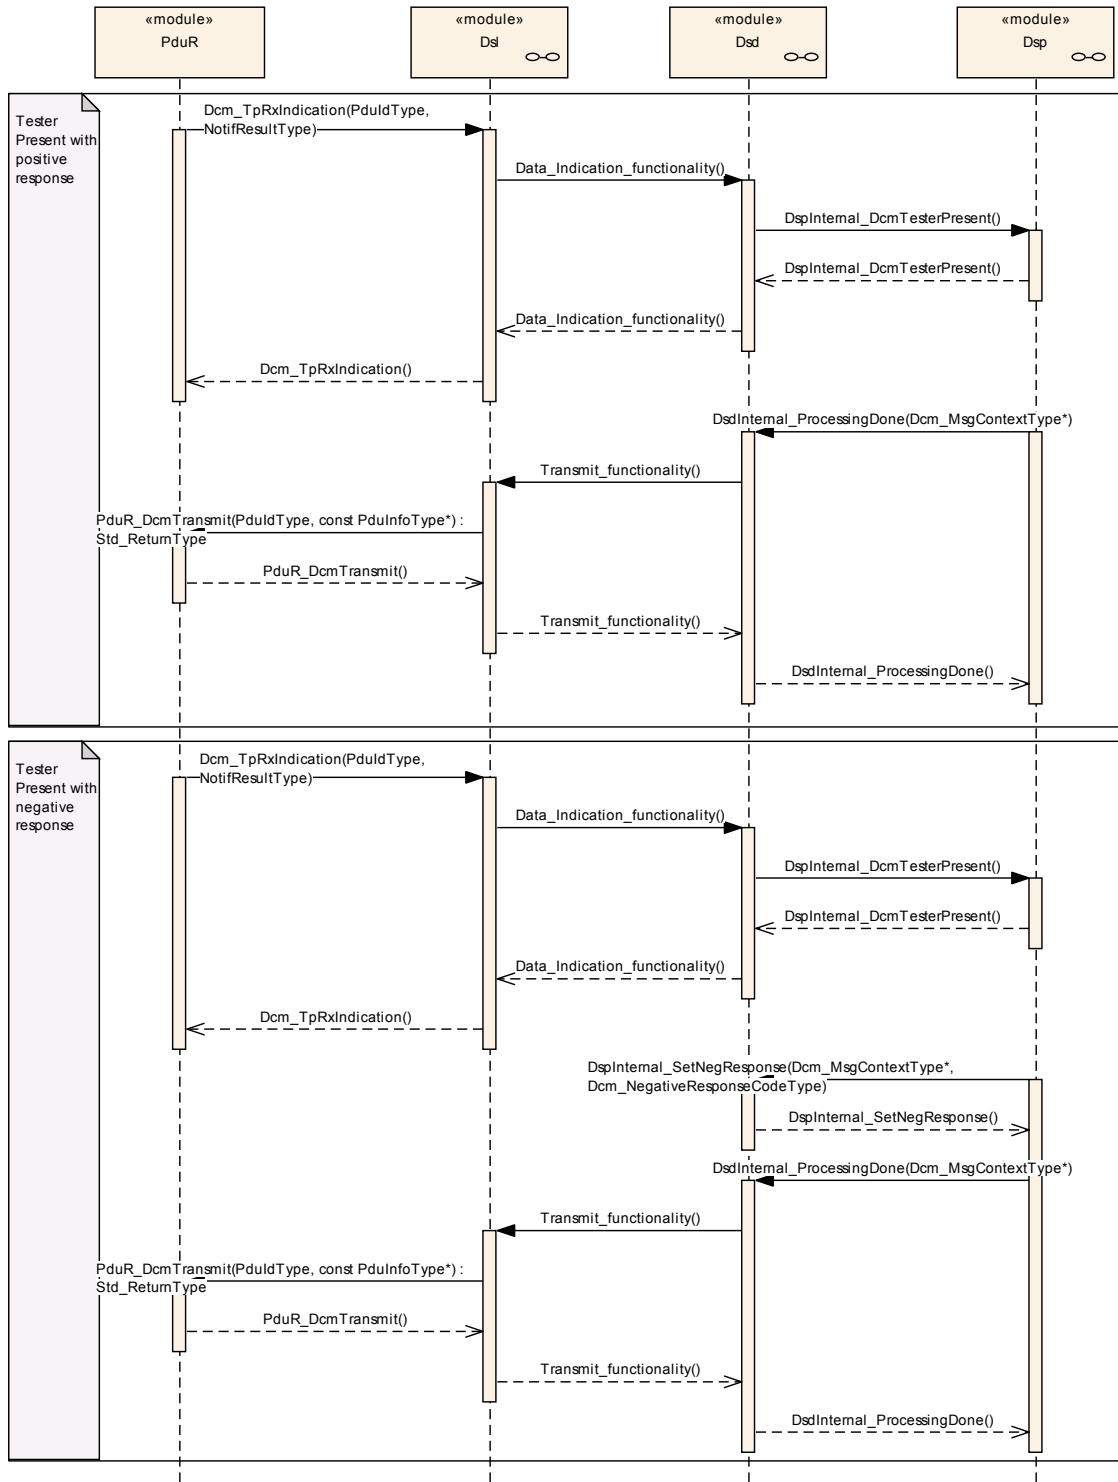 «module»
PduR
«module»
Dsl
«module»
Dsd
«module»
Dsp
Tester
Present with
positive
response
Dcm_TpRxIndication(PduIdType,
NotifResultType)
Data_Indication_functionality()
DspInternal_DcmTesterPresent()
DspInternal_DcmTesterPresent()
Data_Indication_functionality()
Dcm_TpRxIndication()
DsdInternal_ProcessingDone(Dcm_MsgContextType*)
Transmit_functionality()
PduR_DcmTransmit(PduIdType, const PduInfoType*) :
Std_ReturnType
PduR_DcmTransmit()
Transmit_functionality()
DsdInternal_ProcessingDone()
Tester
Present with
negative
response
Dcm_TpRxIndication(PduIdType,
NotifResultType)
Data_Indication_functionality()
DspInternal_DcmTesterPresent()
DspInternal_DcmTesterPresent()
Data_Indication_functionality()
Dcm_TpRxIndication()
DspInternal_SetNegResponse(Dcm_MsgContextType*,
Dcm_NegativeResponseCodeType)
DspInternal_SetNegResponse()
DsdInternal_ProcessingDone(Dcm_MsgContextType*)
Transmit_functionality()
PduR_DcmTransmit(PduIdType, const PduInfoType*) :
Std_ReturnType
PduR_DcmTransmit()
Transmit_functionality()
DsdInternal_ProcessingDone()